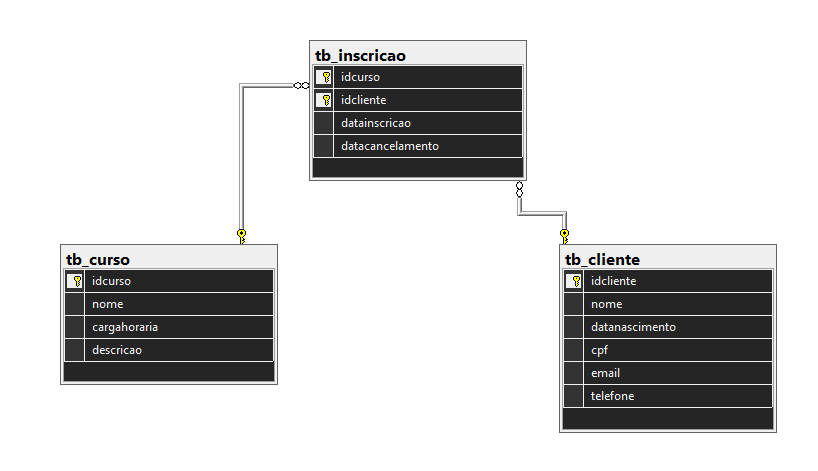 tb_inscricao
idcurso
idcliente
datainscricao
datacancelamento
tb_curso
idcurso
nome
cargahoraria
descricao
tb_cliente
idcliente
nome
datanascimento
cpf
email
telefone